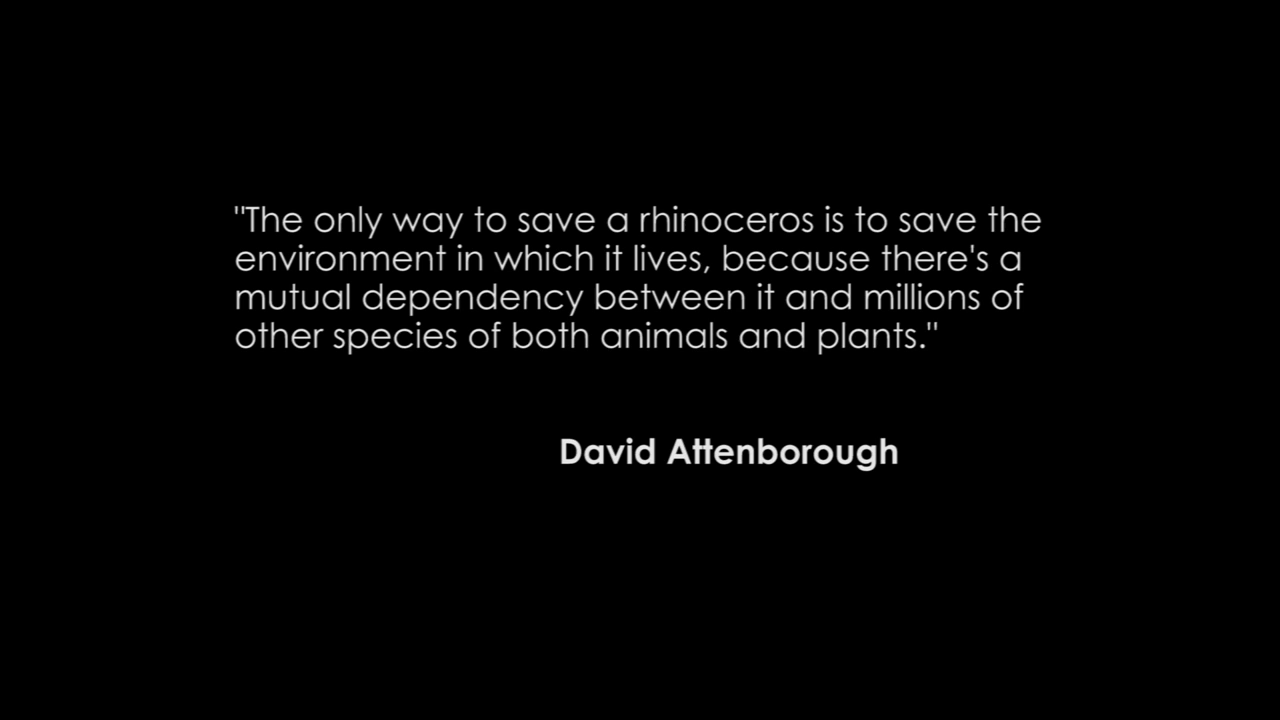 "The only way to save a rhinoceros is to save the
environment in which it lives, because there's a
mutual dependency between it and millions of
other species of both animals and plants."
David Attenborough